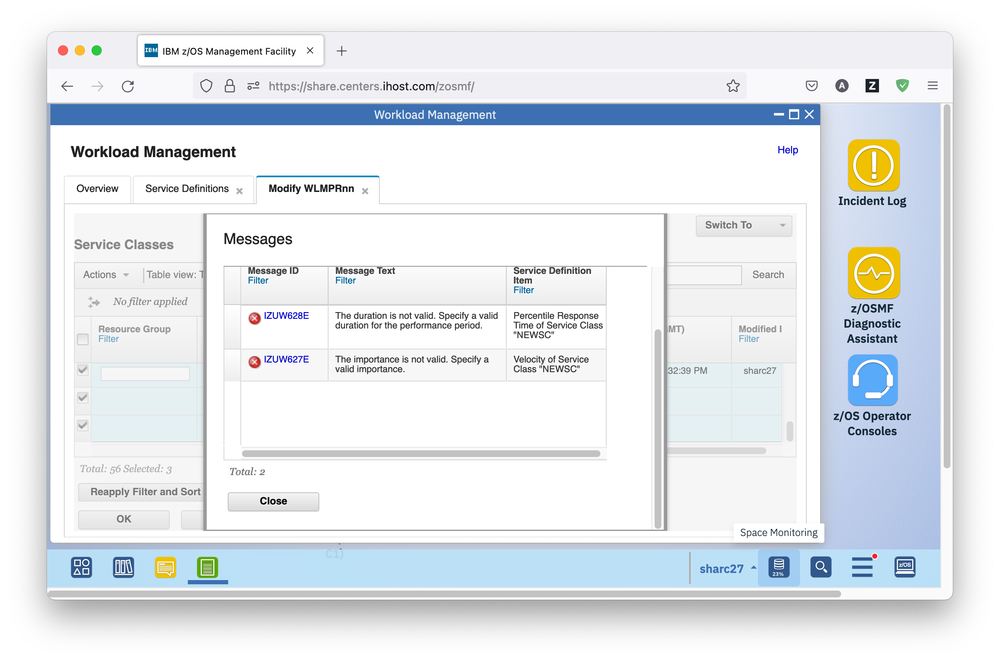 IBM
IBM z/OS Management Facility
https://share.centers.ihost.com/zosmf/
A
Z
Workload Management
Workload Management
Help
Overview
Service Definitions
Modify WLMPRnn
Switch To
Service Classes
Messages
Actions
Table view: T
Search
Message ID
Filter
Message Text
Filter
Service Definition
Item
Filter
No filter applied
Resource Group
Filter
MT)
Modified
Filter
IZUW628E
The duration is not valid. Specify a valid
duration for the performance period.
Percentile Response
Time of Service Class
"NEWSC"
IZUW627E
The importance is not valid. Specify a
valid importance.
Velocity of Service
Class "NEWSC"
:32:39 PM
sharc27
Total: 56 Selected: 3
Total: 2
Reapply Filter and Sort
Close
OK
Incident Log
z/OSMF
Diagnostic
Assistant
z/OS Operator
Consoles
Space Monitoring
C1)
sharc27
23%
z/OS